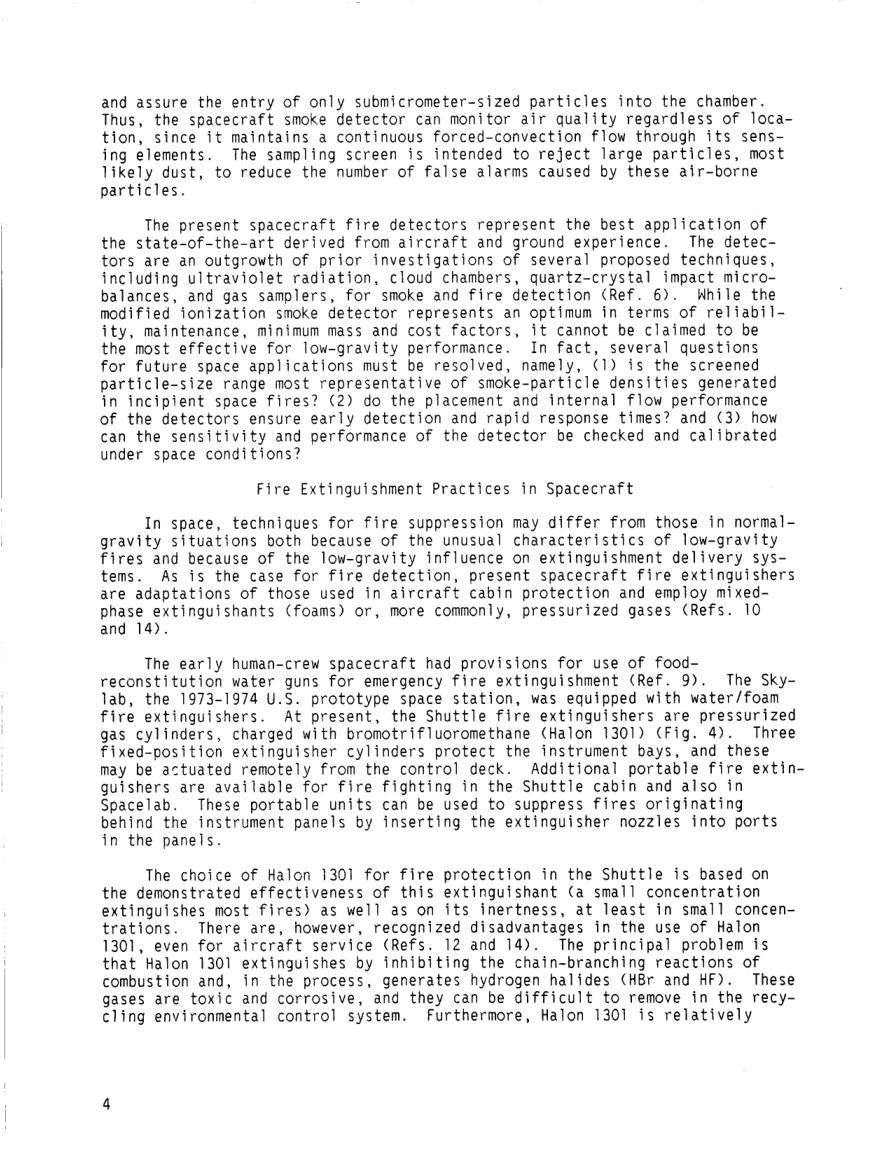 and assure the entry of only submicrometer-sized particles into the chamber.
Thus, the spacecraft smoke detector can monitor air quality regardless of loca-
tion, since it maintains a continuous forced-convection flow through its sens-
ing elements. The sampling screen is intended to reject large particles, most
likely dust, to reduce the number of false alarms caused by these air-borne
particles.
The present spacecraft fire detectors represent the best application of
the state-of-the-art derived from aircraft and ground experience. The detec-
tors are an outgrowth of prior investigations of several proposed techniques,
including ultraviolet radiation, cloud chambers, quartz-crystal impact micro-
balances, and gas samplers, for smoke and fire detection (Ref. 6). While the
modified ionization smoke detector represents an optimum in terms of reliabil-
ity, maintenance, minimum mass and cost factors, it cannot be claimed to be
the most effective for low-gravity performance. In fact, several questions
for future space applications must be resolved, namely, (1) is the screened
particle-size range most representative of smoke-particle densities generated
in incipient space fires? (2) do the placement and internal flow performance
of the detectors ensure early detection and rapid response times? and (3) how
can the sensitivity and performance of the detector be checked and calibrated
under space conditions?
Fire Extinguishment Practices in Spacecraft
In space, techniques for fire suppression may differ from those in normal-
gravity situations both because of the unusual characteristics of low-gravity
fires and because of the low-gravity influence on extinguishment delivery sys-
tems. As is the case for fire detection, present spacecraft fire extinguishers
are adaptations of those used in aircraft cabin protection and employ mixed-
phase extinguishants (foams) or, more commonly, pressurized gases (Refs. 10
and 14).
The early human-crew spacecraft had provisions for use of food-
reconstitution water guns for emergency fire extinguishment (Ref. 9). The Sky-
lab, the 1973-1974 U.S. prototype space station, was equipped with water/foam
fire extinguishers. At present, the Shuttle fire extinguishers are pressurized
gas cylinders, charged with bromotrifluoromethane (Halon 1301) (Fig. 4). Three
fixed-position extinguisher cylinders protect the instrument bays, and these
may be actuated remotely from the control deck. Additional portable fire extin-
guishers are available for fire fighting in the Shuttle cabin and also in
Spacelab. These portable units can be used to suppress fires originating
behind the instrument panels by inserting the extinguisher nozzles into ports
in the panels.
The choice of Halon 1301 for fire protection in the Shuttle is based on
the demonstrated effectiveness of this extinguishant (a small concentration
extinguishes most fires) as well as on its inertness, at least in small concen-
trations. There are, however, recognized disadvantages in the use of Halon
1301, even for aircraft service (Refs. 12 and 14). The principal problem is
that Halon 1301 extinguishes by inhibiting the chain-branching reactions of
combustion and, in the process, generates hydrogen halides (HBr and HF). These
gases are toxic and corrosive, and they can be difficult to remove in the recy-
cling environmental control system. Furthermore, Halon 1301 is relatively
4